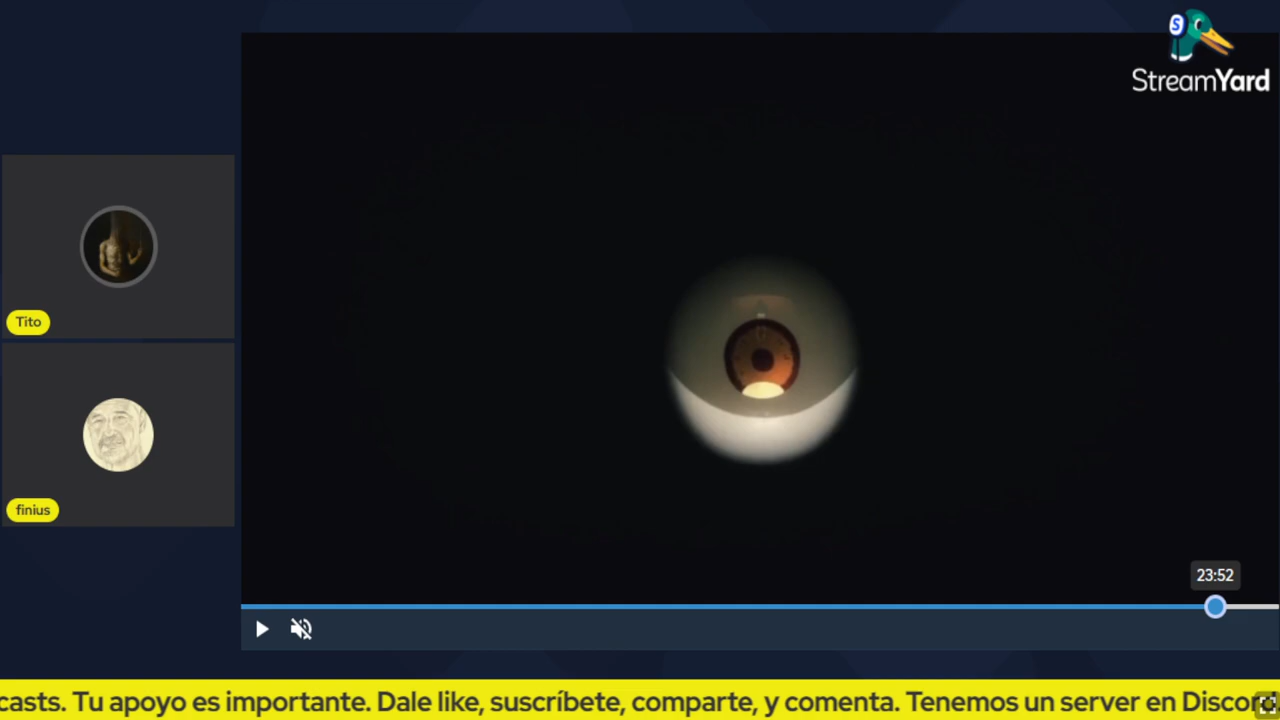 S
StreamYard
Tito
finius
23:52
casts. Tu apoyo es importante. Dale like, suscríbete, comparte, y comenta. Tenemos un server en Discord